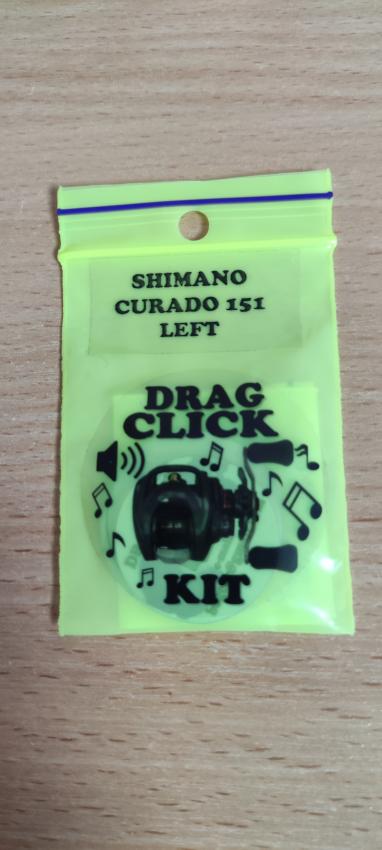 SHIMANO
CURADO 151
LEFT
DRAG
CLICK
KIT